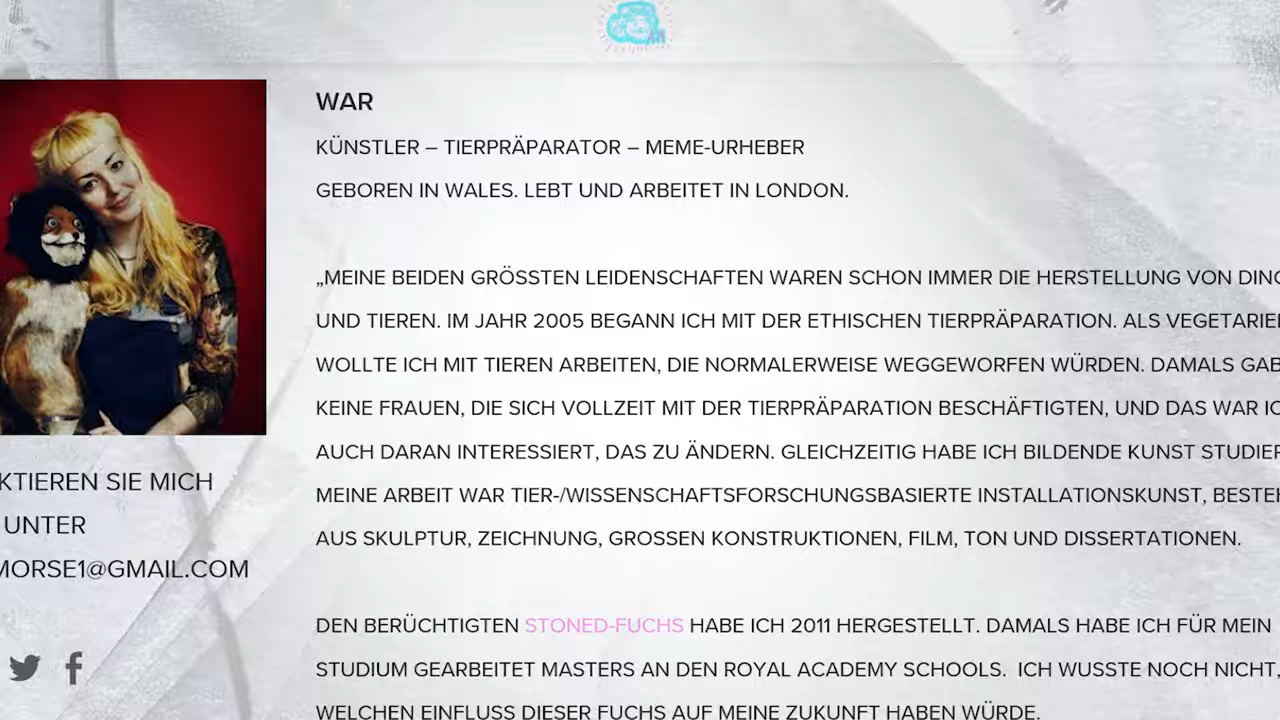 WAR
KÜNSTLER – TIERPRÄPARATOR – MEME-URHEBER
GEBOREN IN WALES. LEBT UND ARBEITET IN LONDON.
„MEINE BEIDEN GRÖSSTEN LEIDENSCHAFTEN WAREN SCHON IMMER DIE HERSTELLUNG VON
UND TIEREN. IM JAHR 2005 BEGANN ICH MIT DER ETHISCHEN TIERPRÄPARATION. ALS
WOLLTE ICH MIT TIEREN ARBEITEN, DIE NORMALERWEISE WEGGEWORFEN WÜRDEN. DAMALS GAB
KEINE FRAUEN, DIE SICH VOLLZEIT MIT DER TIERPRÄPARATION BESCHÄFTIGTEN, UND DAS WAR
AUCH DARAN INTERESSIERT, DAS ZU ÄNDERN. GLEICHZEITIG HABE ICH BILDENDE KUNST
MEINE ARBEIT WAR TIER-/WISSENSCHAFTSFORSCHUNGSBASIERTE INSTALLATIONSKUNST,
AUS SKULPTUR, ZEICHNUNG, GROSSEN KONSTRUKTIONEN, FILM, TON UND DISSERTATIONEN.
DEN BERÜCHTIGTEN STONED-FUCHS HABE ICH 2011 HERGESTELLT. DAMALS HABE ICH FÜR MEIN
STUDIUM GEARBEITET MASTERS AN DEN ROYAL ACADEMY SCHOOLS. ICH WUSSTE NOCH NICHT,
WELCHEN EINFLUSS DIESER FUCHS AUF MEINE ZUKUNFT HABEN WÜRDE.
KTIEREN SIE MICH
UNTER
MORSE1@GMAIL.COM